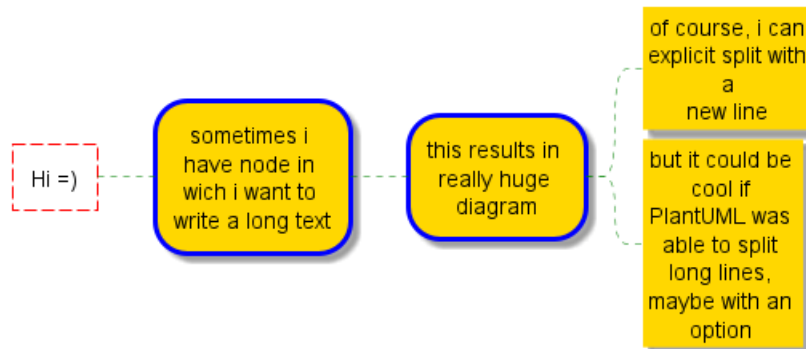 Hi =)
sometimes i
have node in
wich i want to
write a long text
this results in
really huge
diagram
of course, i can
explicit split with
a
new line
but it could be
cool if
PlantUML was
able to split
long lines,
maybe with an
option